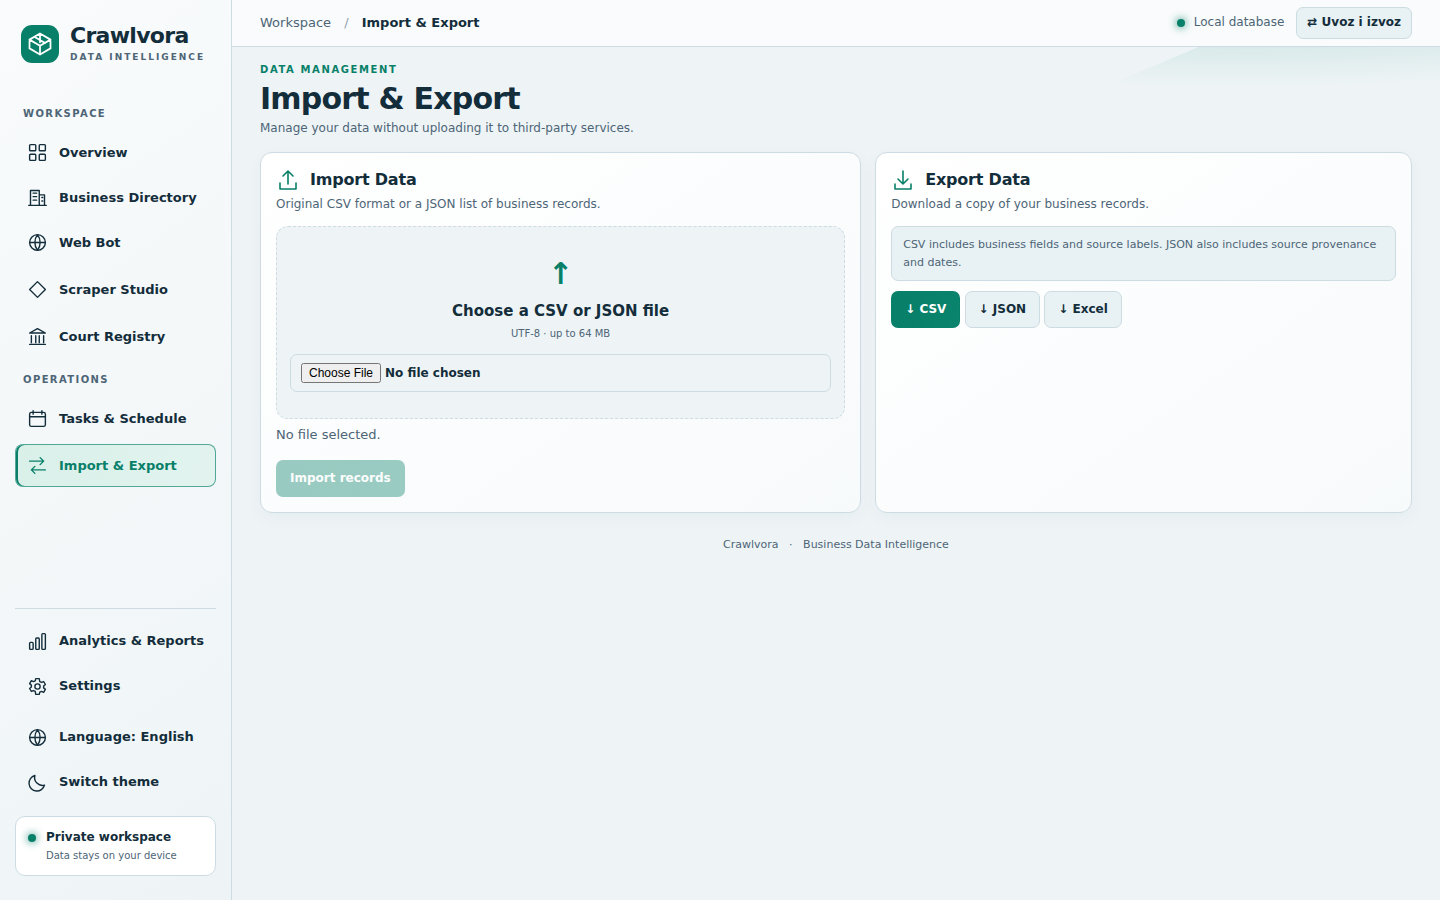 Crawlvora
DATA INTELLIGENCE
WORKSPACE
Overview
Business Directory
Web Bot
Scraper Studio
Court Registry
OPERATIONS
Tasks & Schedule
Import & Export
Analytics & Reports
Settings
Language: English
Switch theme
Private workspace
Data stays on your device
Workspace / Import & Export
Local database
⇄ Uvoz i izvoz
DATA MANAGEMENT
Import & Export
Manage your data without uploading it to third-party services.
Import Data
Original CSV format or a JSON list of business records.
↑
Choose a CSV or JSON file
UTF-8 · up to 64 MB
Choose File No file chosen
No file selected.
Import records
Export Data
Download a copy of your business records.
CSV includes business fields and source labels. JSON also includes source provenance
and dates.
↓ CSV
↓ JSON
↓ Excel
Crawlvora · Business Data Intelligence